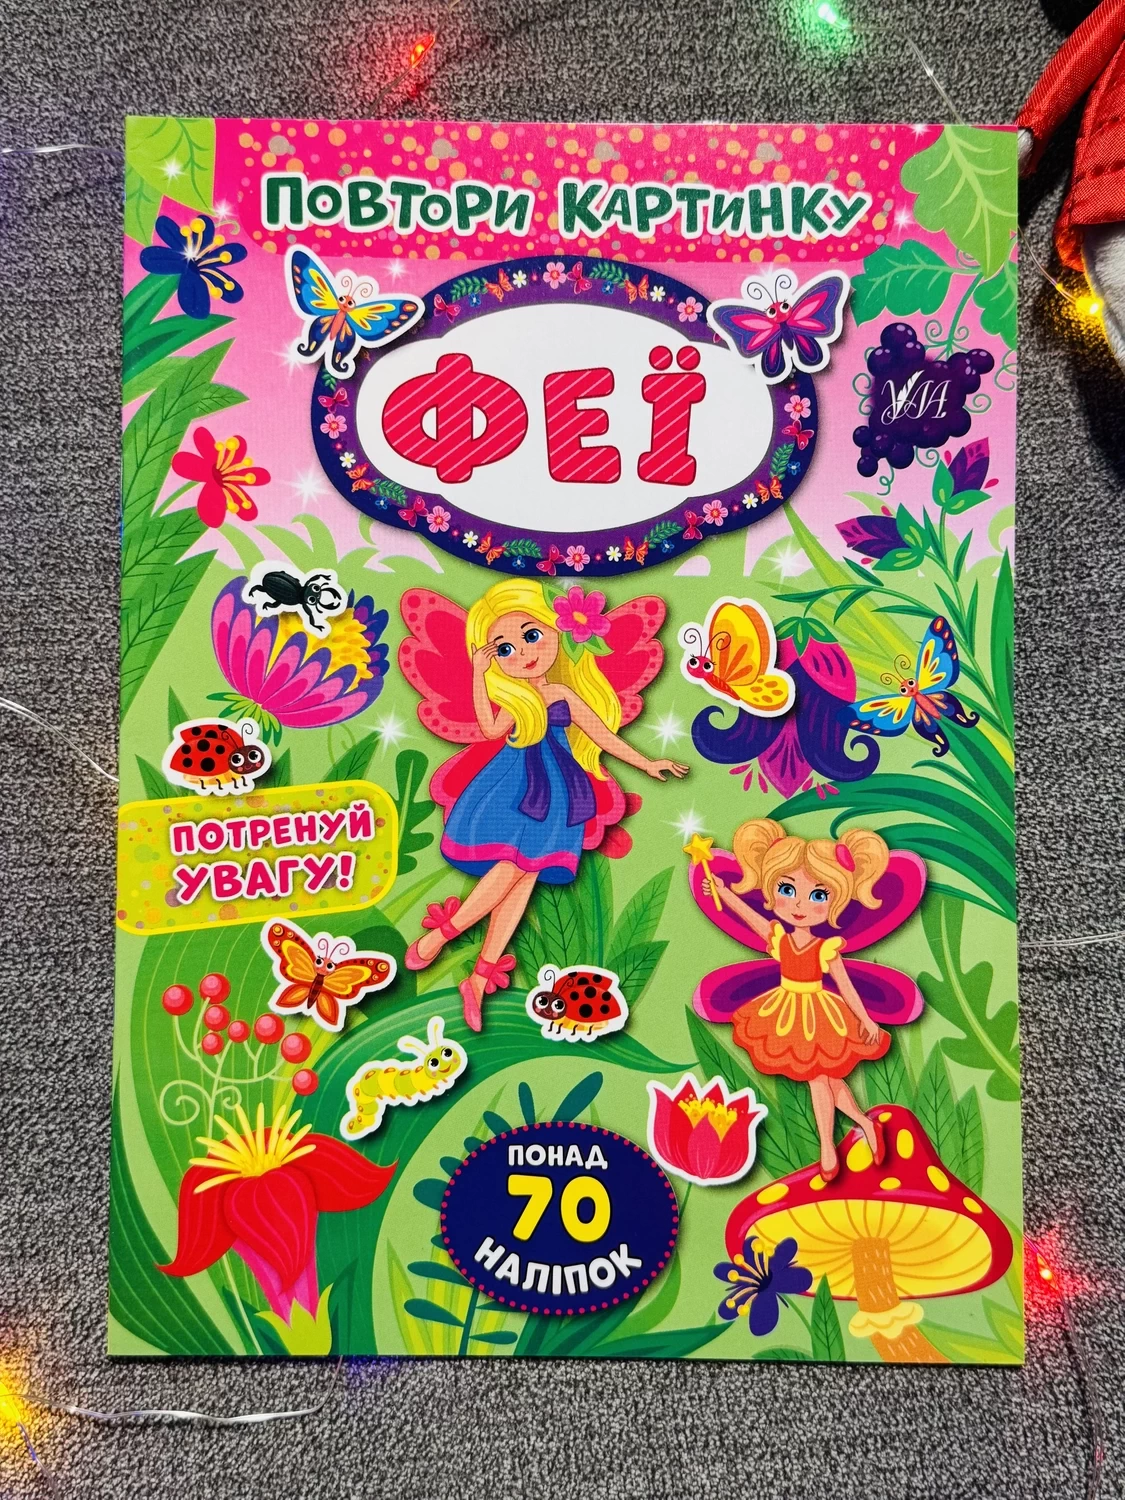 ПОВТОРИ КАРТИНКУ
ФЕЇ
УЛА
ПОТРЕНУЙ
УВАГУ!
ПОНАД
70
НАЛІПОК